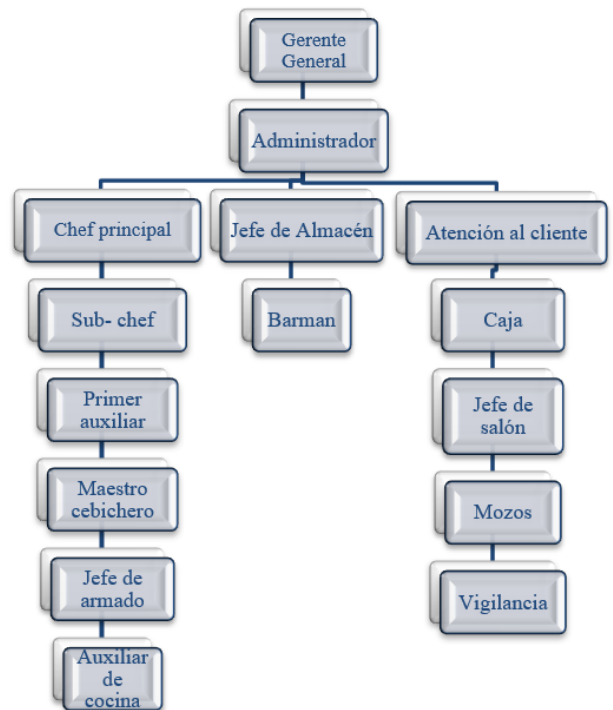 Gerente
General
Administrador
Chef principal
Jefe de Almacén
Atención al cliente
Sub- chef
Barman
Caja
Primer
auxiliar
Jefe de
salón
Maestro
cebichero
Mozos
Jefe de
armado
Vigilancia
Auxiliar
de
cocina